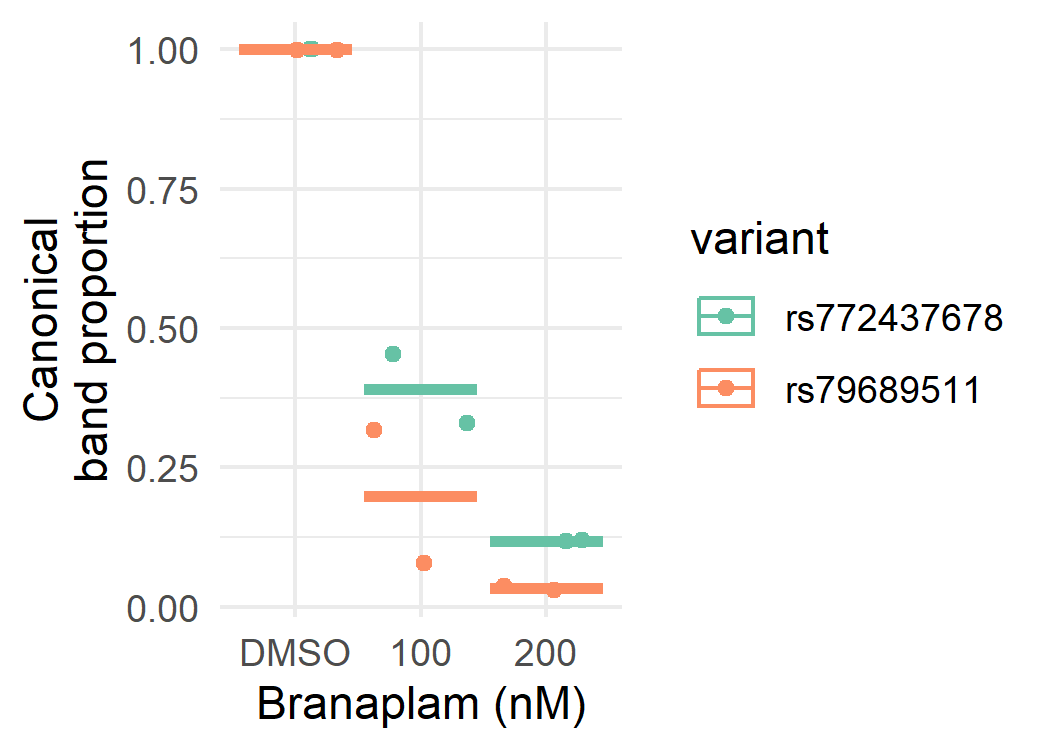 Canonical
band proportion
1.00
0.75
0.50
0.25
0.00
DMSO 100 200
Branaplam (nM)
variant
rs772437678
rs79689511